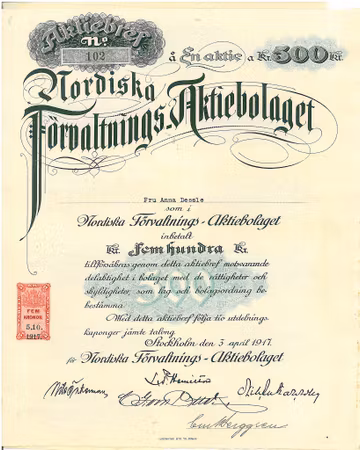 Aktiebref
No.
102
à En aktie a Kr. 500 Kr.
Nordiska
Förvaltnings-Aktiebolaget
Fru Anna
som i
Nordiska Förvaltnings-Aktiebolaget
inbetalt
Kr. Femhundra Kr.
tillförsäkras genom detta aktiebref motsvarande
delaktighet i bolaget med de rättigheter och
skyldigheter, som lag och bolagsordning be-
stämma.
Med detta aktiebref följa tio utdelnings-
kuponger jämte talong.
Stockholm den 3 april 1917.
för Nordiska Förvaltnings-Aktiebolaget
FEM
KRONOR
5.10.
1917